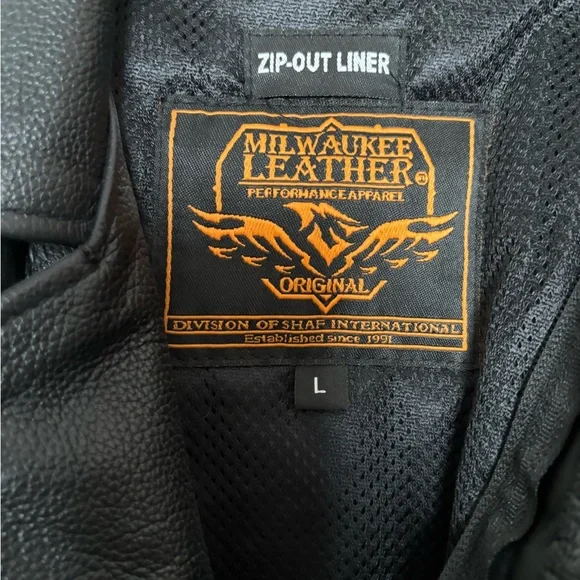 ZIP-OUT LINER
MILWAUKEE
LEATHER®
PERFORMANCE APPAREL
ORIGINAL
DIVISION OF SHAF INTERNATIONAL
Established since 1991
L